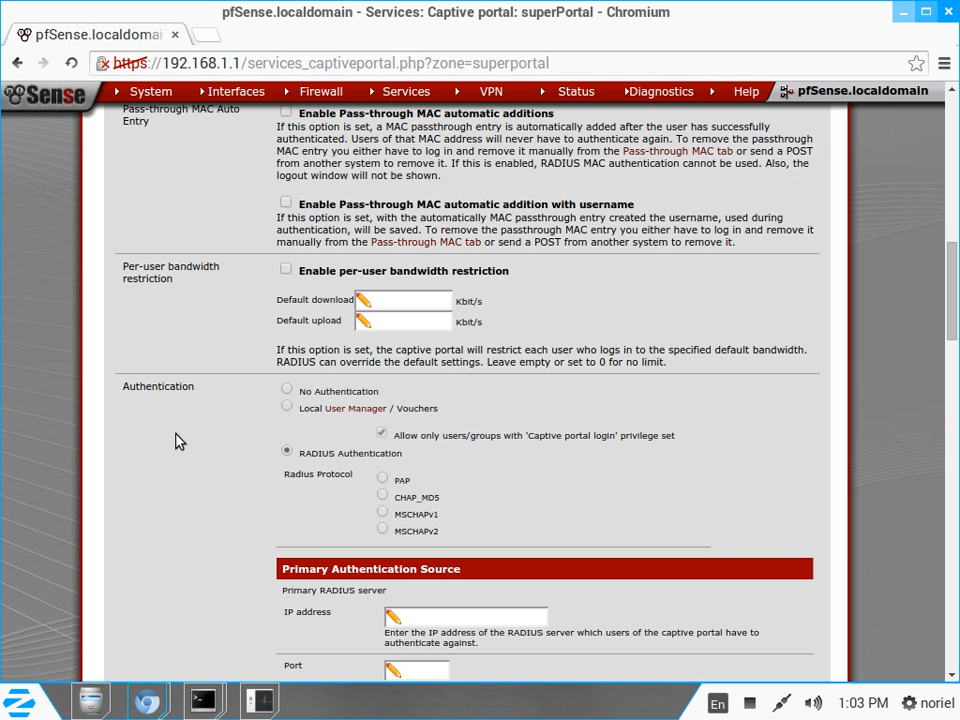 pfSense.localdomain - Services: Captive portal: superPortal - Chromium
pfSense.localdomai
https://192.168.1.1/services_captiveportal.php?zone=superportal
Sense System Interfaces Firewall Services VPN Status Diagnostics Help pfSense.localdomain
Pass-through MAC Auto
Entry
Enable Pass-through MAC automatic additions
If this option is set, a MAC passthrough entry is automatically added after the user has successfully
authenticated. Users of that MAC address will never have to authenticate again. To remove the passthrough
MAC entry you either have to log in and remove it manually from the Pass-through MAC tab or send a POST
from another system to remove it. If this is enabled, RADIUS MAC authentication cannot be used. Also, the
logout window will not be shown.
Enable Pass-through MAC automatic addition with username
If this option is set, with the automatically MAC passthrough entry created the username, used during
authentication, will be saved. To remove the passthrough MAC entry you either have to log in and remove it
manually from the Pass-through MAC tab or send a POST from another system to remove it.
Per-user bandwidth
restriction
Enable per-user bandwidth restriction
Default download Kbit/s
Default upload Kbit/s
If this option is set, the captive portal will restrict each user who logs in to the specified default bandwidth.
RADIUS can override the default settings. Leave empty or set to 0 for no limit.
Authentication
No Authentication
Local User Manager / Vouchers
Allow only users/groups with 'Captive portal login' privilege set
RADIUS Authentication
Radius Protocol
PAP
CHAP_MD5
MSCHAPv1
MSCHAPv2
Primary Authentication Source
Primary RADIUS server
IP address
Enter the IP address of the RADIUS server which users of the captive portal have to
authenticate against.
Port
En 1:03 PM noriel